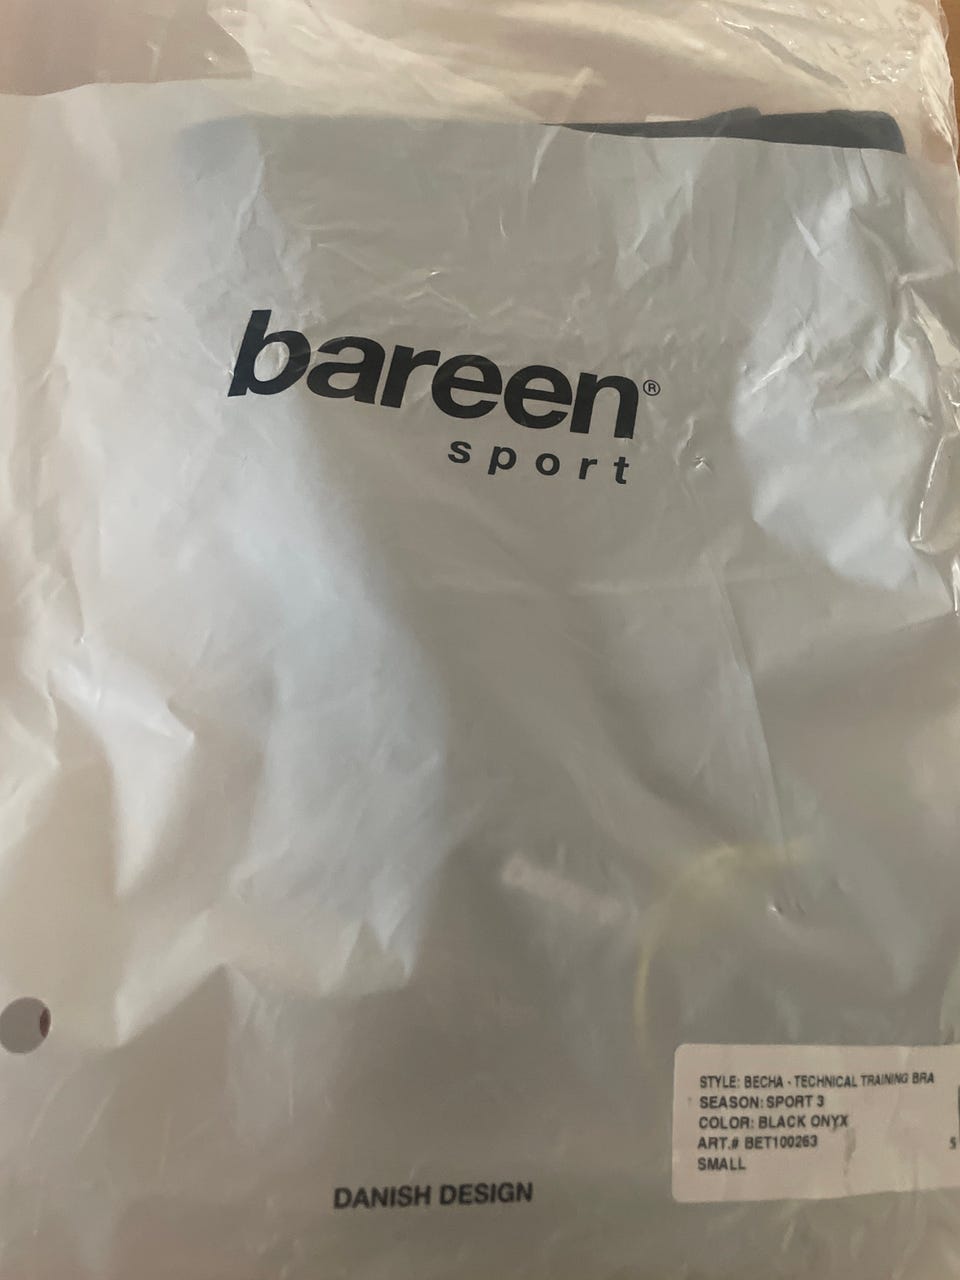 bareen®
sport
STYLE: BECHA - TECHNICAL TRAINING BRA
SEASON: SPORT 3
COLOR: BLACK ONYX
ART.# BET100263
SMALL
DANISH DESIGN